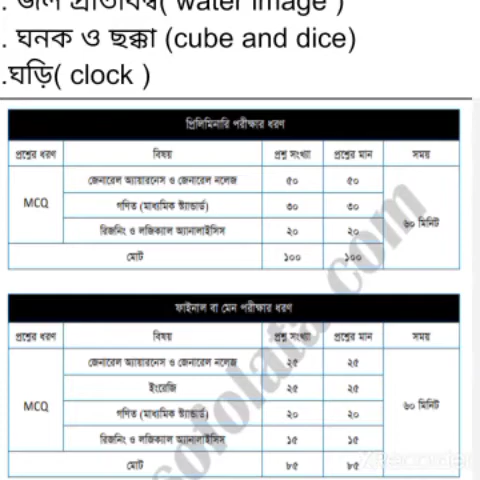 . জল প্রতিবিম্ব( water image )
. ঘনক ও ছক্কা (cube and dice)
.ঘড়ি( clock )
প্রিলিমিনারি পরীক্ষার ধরণ
প্রশ্নের ধরণ বিষয় প্রশ্ন সংখ্যা প্রশ্নের মান সময়
জেনারেল অ্যায়ারনেস ও জেনারেল নলেজ ৫০ ৫০
MCQ গণিত (মাধ্যমিক স্ট্যান্ডার্ড) ৩০ ৩০ ৬০ মিনিট
রিজনিং ও লজিক্যাল অ্যানালাইসিস ২০ ২০
মোট ১০০ ১০০
ফাইনাল বা মেন পরীক্ষার ধরণ
প্রশ্নের ধরণ বিষয় প্রশ্ন সংখ্যা প্রশ্নের মান সময়
জেনারেল অ্যায়ারনেস ও জেনারেল নলেজ ২৫ ২৫
ইংরেজি ২৫ ২৫
MCQ গণিত (মাধ্যমিক স্ট্যান্ডার্ড) ২০ ২০ ৬০ মিনিট
রিজনিং ও লজিক্যাল অ্যানালাইসিস ১৫ ১৫
মোট ৮৫ ৮৫